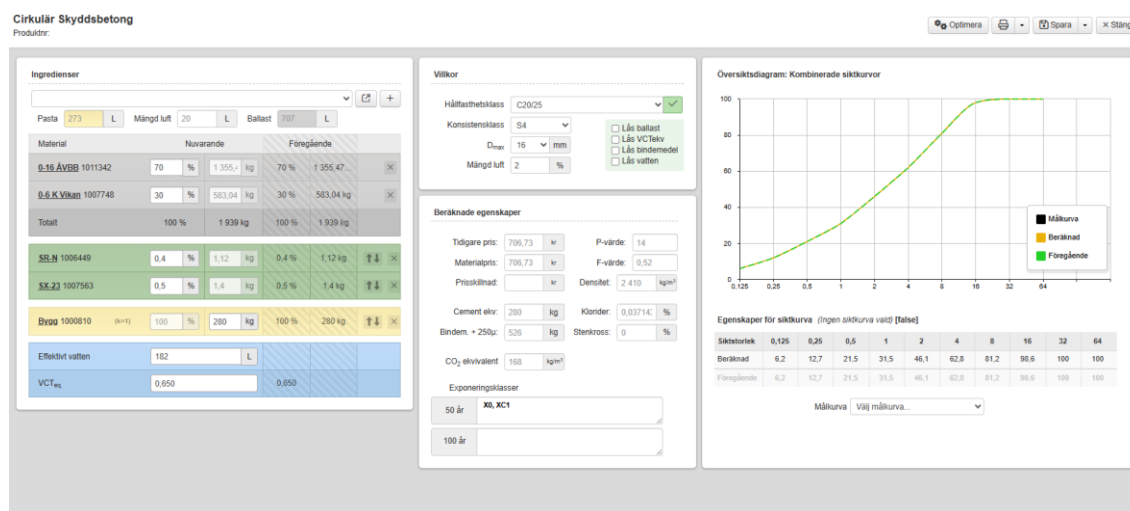 Cirkulär Skyddsbetong
Produktnr:
Optimera
Spara
× Stäng
Ingredienser
Pasta 273 L Mängd luft 20 L Ballast 707 L
Material Nuvarande Föregående
0-16 ÅVBB 1011342 70 % 1 355,4 kg 70 % 1 355,47
0-6 K Vikan 1007748 30 % 583,04 kg 30 % 583,04 kg
Totalt 100 % 1 939 kg 100 % 1 939 kg
SR-N 1006449 0,4 % 1,12 kg 0,4 % 1,12 kg
SX-23 1007563 0,5 % 1,4 kg 0,5 % 1,4 kg
Bygg 1000810 (k=1) 100 % 280 kg 100 % 280 kg
Effektivt vatten 182 L
VCTeq 0,650 0,650
Villkor
Hållfasthetsklass C20/25
Konsistensklass S4
Dmax 16 mm
Mängd luft 2 %
Lås ballast
Lås VCTekv
Lås bindemedel
Lås vatten
Beräknade egenskaper
Tidigare pris: 706,73 kr P-värde: 14
Materialpris: 706,73 kr F-värde: 0,52
Prisskillnad: kr Densitet: 2 410 kg/m³
Cement ekv: 280 kg Klorider: 0,03714 %
Bindem. + 250µ: 526 kg Stenkross: 0 %
CO₂ ekvivalent 168 kg/m³
Exponeringsklasser
50 år X0, XC1
100 år
Översiktsdiagram: Kombinerade siktkurvor
100
80
60
40
20
0
0,125 0,25 0,5 1 2 4 8 16 32 64
Målkurva
Beräknad
Föregående
Egenskaper för siktkurva (Ingen siktkurva vald) [false]
Siktstorlek 0,125 0,25 0,5 1 2 4 8 16 32 64
Beräknad 6,2 12,7 21,5 31,5 46,1 62,8 81,2 98,6 100 100
Föregående 6,2 12,7 21,5 31,5 46,1 62,8 81,2 98,6 100 100
Målkurva Välj målkurva...